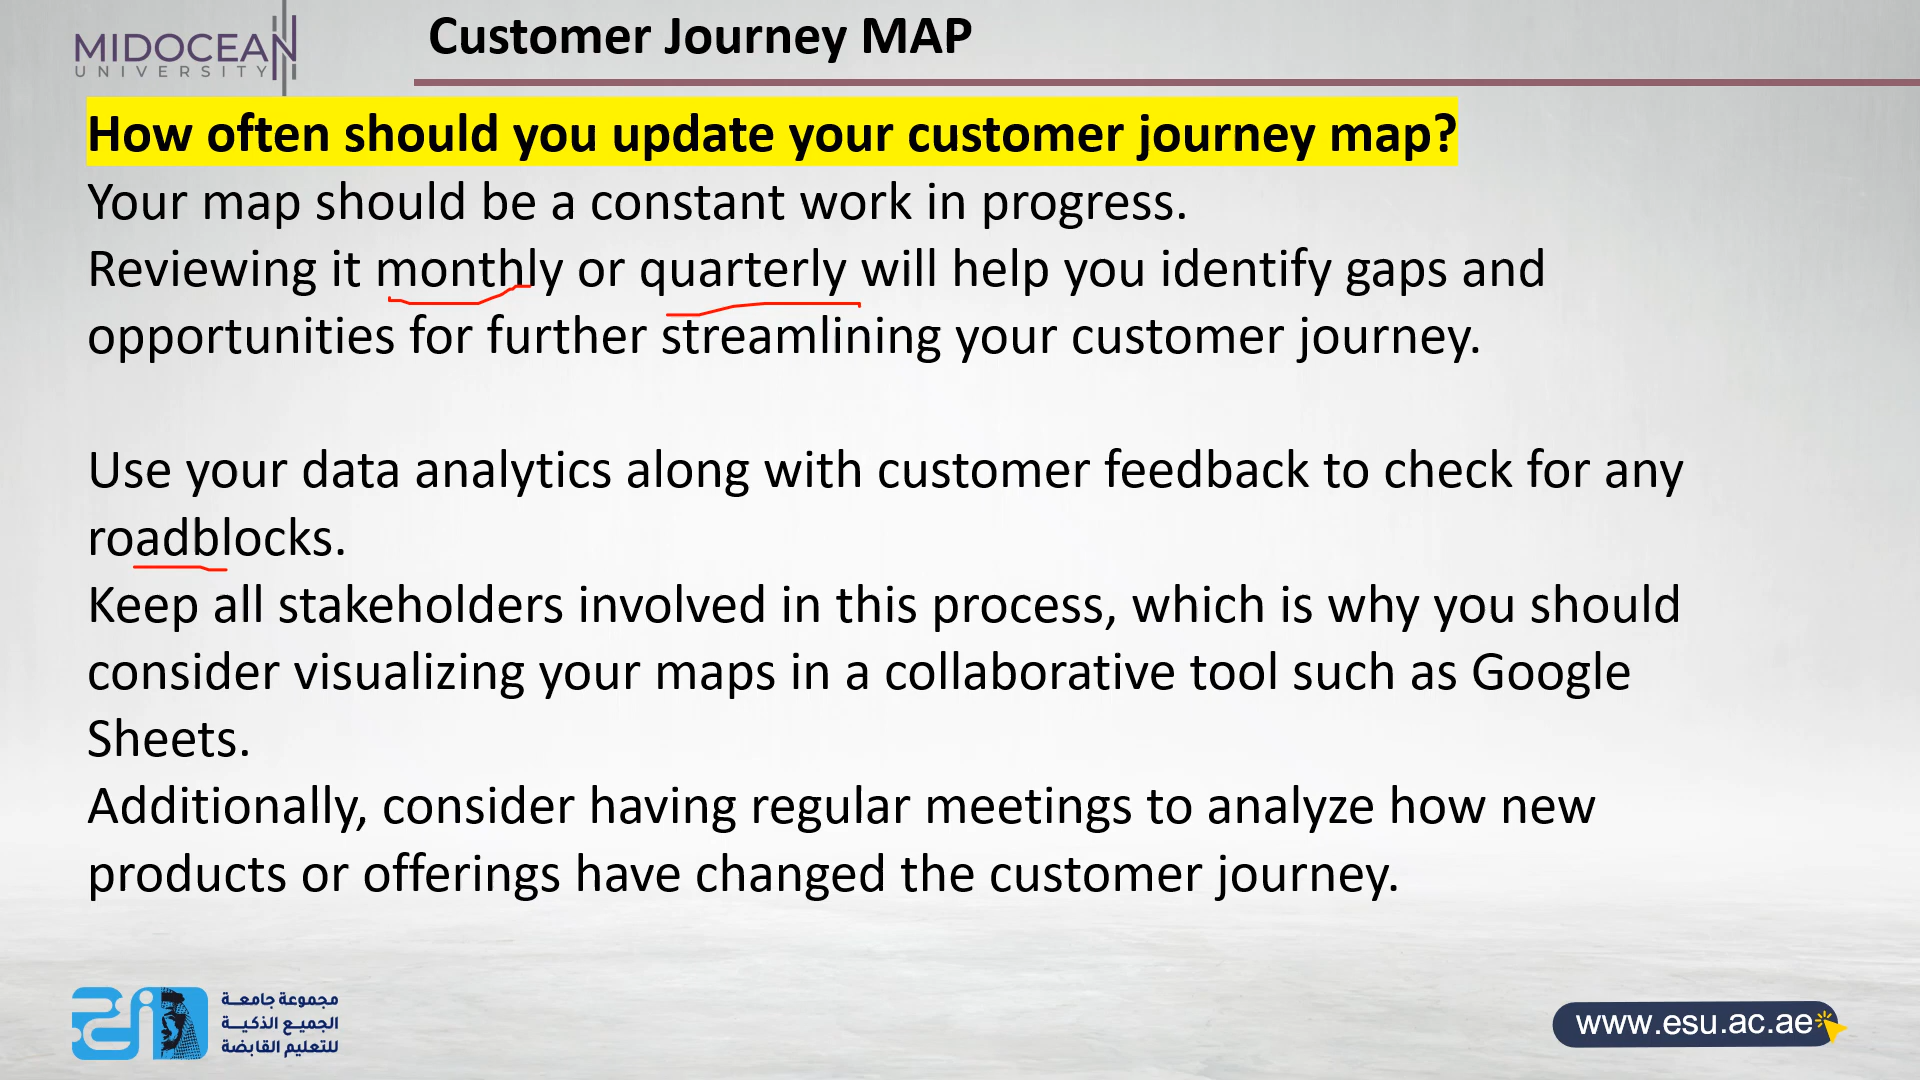 MIDOCEAN
UNIVERSITY
Customer Journey MAP
How often should you update your customer journey map?
Your map should be a constant work in progress.
Reviewing it monthly or quarterly will help you identify gaps and
opportunities for further streamlining your customer journey.
Use your data analytics along with customer feedback to check for any
roadblocks.
Keep all stakeholders involved in this process, which is why you should
consider visualizing your maps in a collaborative tool such as Google
Sheets.
Additionally, consider having regular meetings to analyze how new
products or offerings have changed the customer journey.
مجموعة جامعة
الجميع الذكية
للتعليم القابضة
www.esu.ac.ae